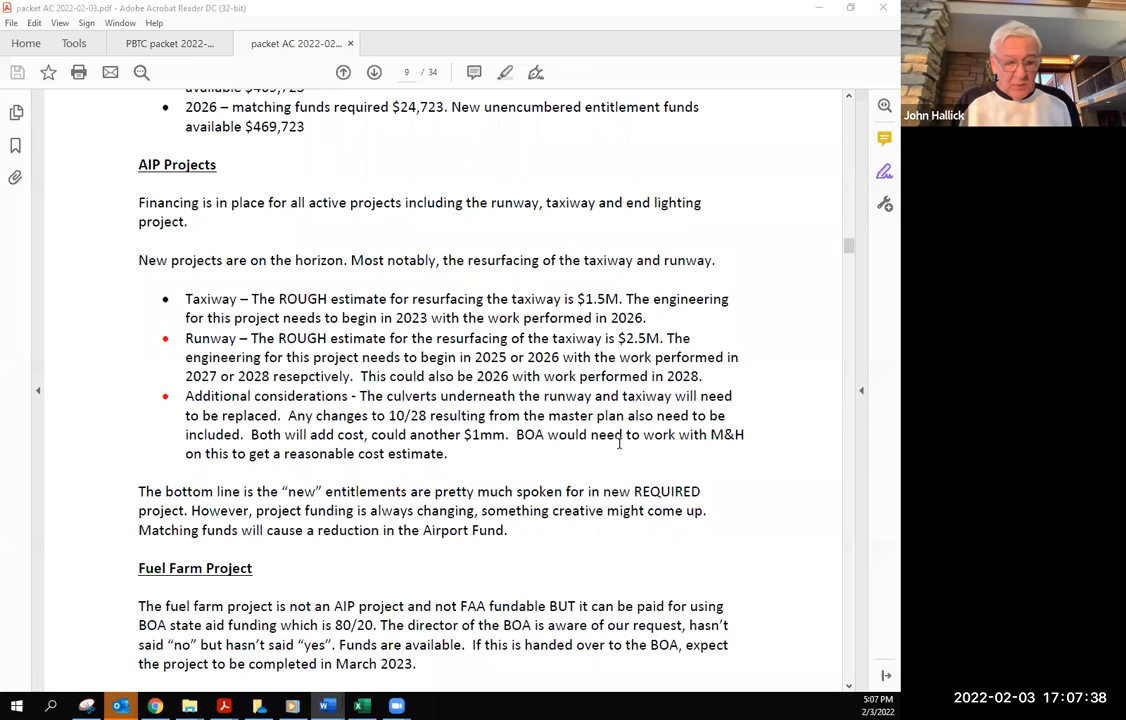 packet AC 2022-02-03.pdf - Adobe Acrobat Reader DC (32-bit)
File Edit View Sign Window Help
Home Tools PBTC packet 2022-... packet AC 2022-02... ×
9 / 34
available $469,723
• 2026 – matching funds required $24,723. New unencumbered entitlement funds
available $469,723
AIP Projects
Financing is in place for all active projects including the runway, taxiway and end lighting
project.
New projects are on the horizon. Most notably, the resurfacing of the taxiway and runway.
• Taxiway – The ROUGH estimate for resurfacing the taxiway is $1.5M. The engineering
for this project needs to begin in 2023 with the work performed in 2026.
• Runway – The ROUGH estimate for the resurfacing of the taxiway is $2.5M. The
engineering for this project needs to begin in 2025 or 2026 with the work performed in
2027 or 2028 resepctively. This could also be 2026 with work performed in 2028.
• Additional considerations - The culverts underneath the runway and taxiway will need
to be replaced. Any changes to 10/28 resulting from the master plan also need to be
included. Both will add cost, could another $1mm. BOA would need to work with M&H
on this to get a reasonable cost estimate.
The bottom line is the “new” entitlements are pretty much spoken for in new REQUIRED
project. However, project funding is always changing, something creative might come up.
Matching funds will cause a reduction in the Airport Fund.
Fuel Farm Project
The fuel farm project is not an AIP project and not FAA fundable BUT it can be paid for using
BOA state aid funding which is 80/20. The director of the BOA is aware of our request, hasn’t
said “no” but hasn’t said “yes”. Funds are available. If this is handed over to the BOA, expect
the project to be completed in March 2023.
John Hallick
5:07 PM
2/3/2022
2022-02-03 17:07:38